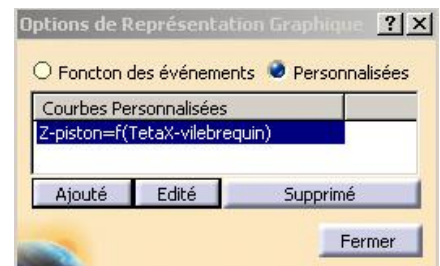 Options de Représentation Graphique
Foncton des événements Personnalisées
Courbes Personnalisées
Z-piston=f(TetaX-vilebrequin)
Ajouté Edité Supprimé
Fermer